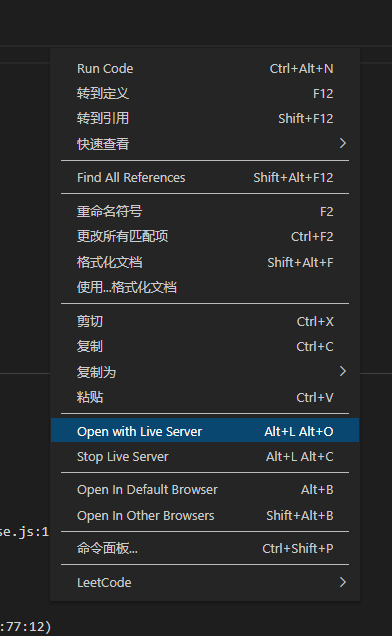 Run Code Ctrl+Alt+N
转到定义 F12
转到引用 Shift+F12
快速查看
Find All References Shift+Alt+F12
重命名符号 F2
更改所有匹配项 Ctrl+F2
格式化文档 Shift+Alt+F
使用...格式化文档
剪切 Ctrl+X
复制 Ctrl+C
复制为
粘贴 Ctrl+V
Open with Live Server Alt+L Alt+O
Stop Live Server Alt+L Alt+C
Open In Default Browser Alt+B
Open In Other Browsers Shift+Alt+B
se.js:1
命令面板... Ctrl+Shift+P
LeetCode
:77:12)